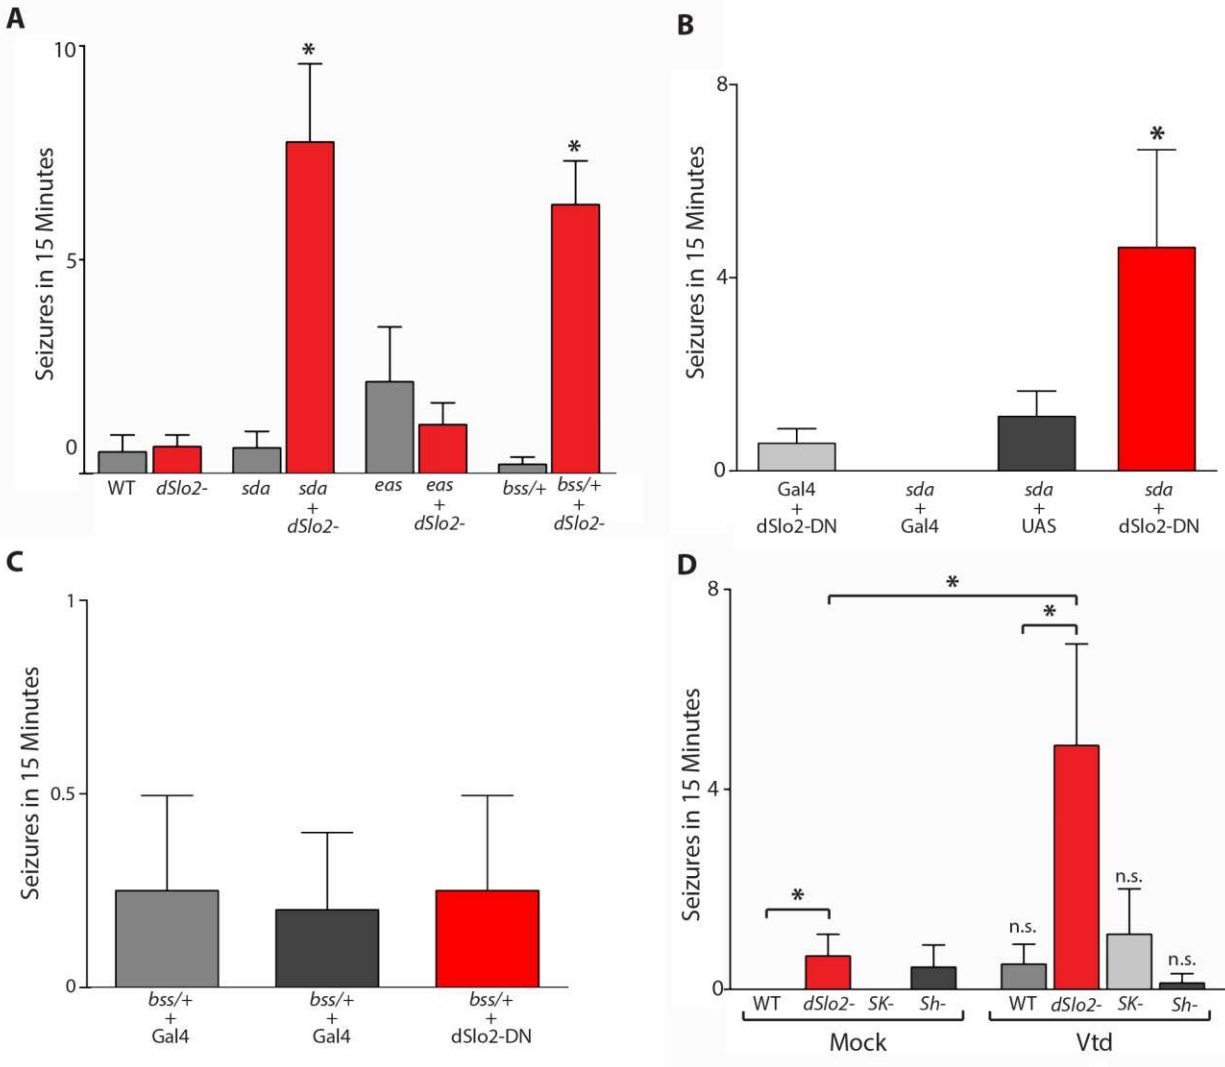 A
Seizures in 15 Minutes
10
5
0
*
*
WT dSlo2- sda sda eas eas bss/+ bss/+
+ + +
dSlo2- dSlo2- dSlo2-
B
Seizures in 15 Minutes
8
4
0
*
Gal4 sda sda sda
+ + + +
dSlo2-DN Gal4 UAS dSlo2-DN
C
Seizures in 15 Minutes
1
0.5
0
bss/+ bss/+ bss/+
+ + +
Gal4 Gal4 dSlo2-DN
D
Seizures in 15 Minutes
8
4
0
*
*
*
n.s.
n.s.
n.s.
WT dSlo2- SK- Sh- WT dSlo2- SK- Sh-
Mock Vtd